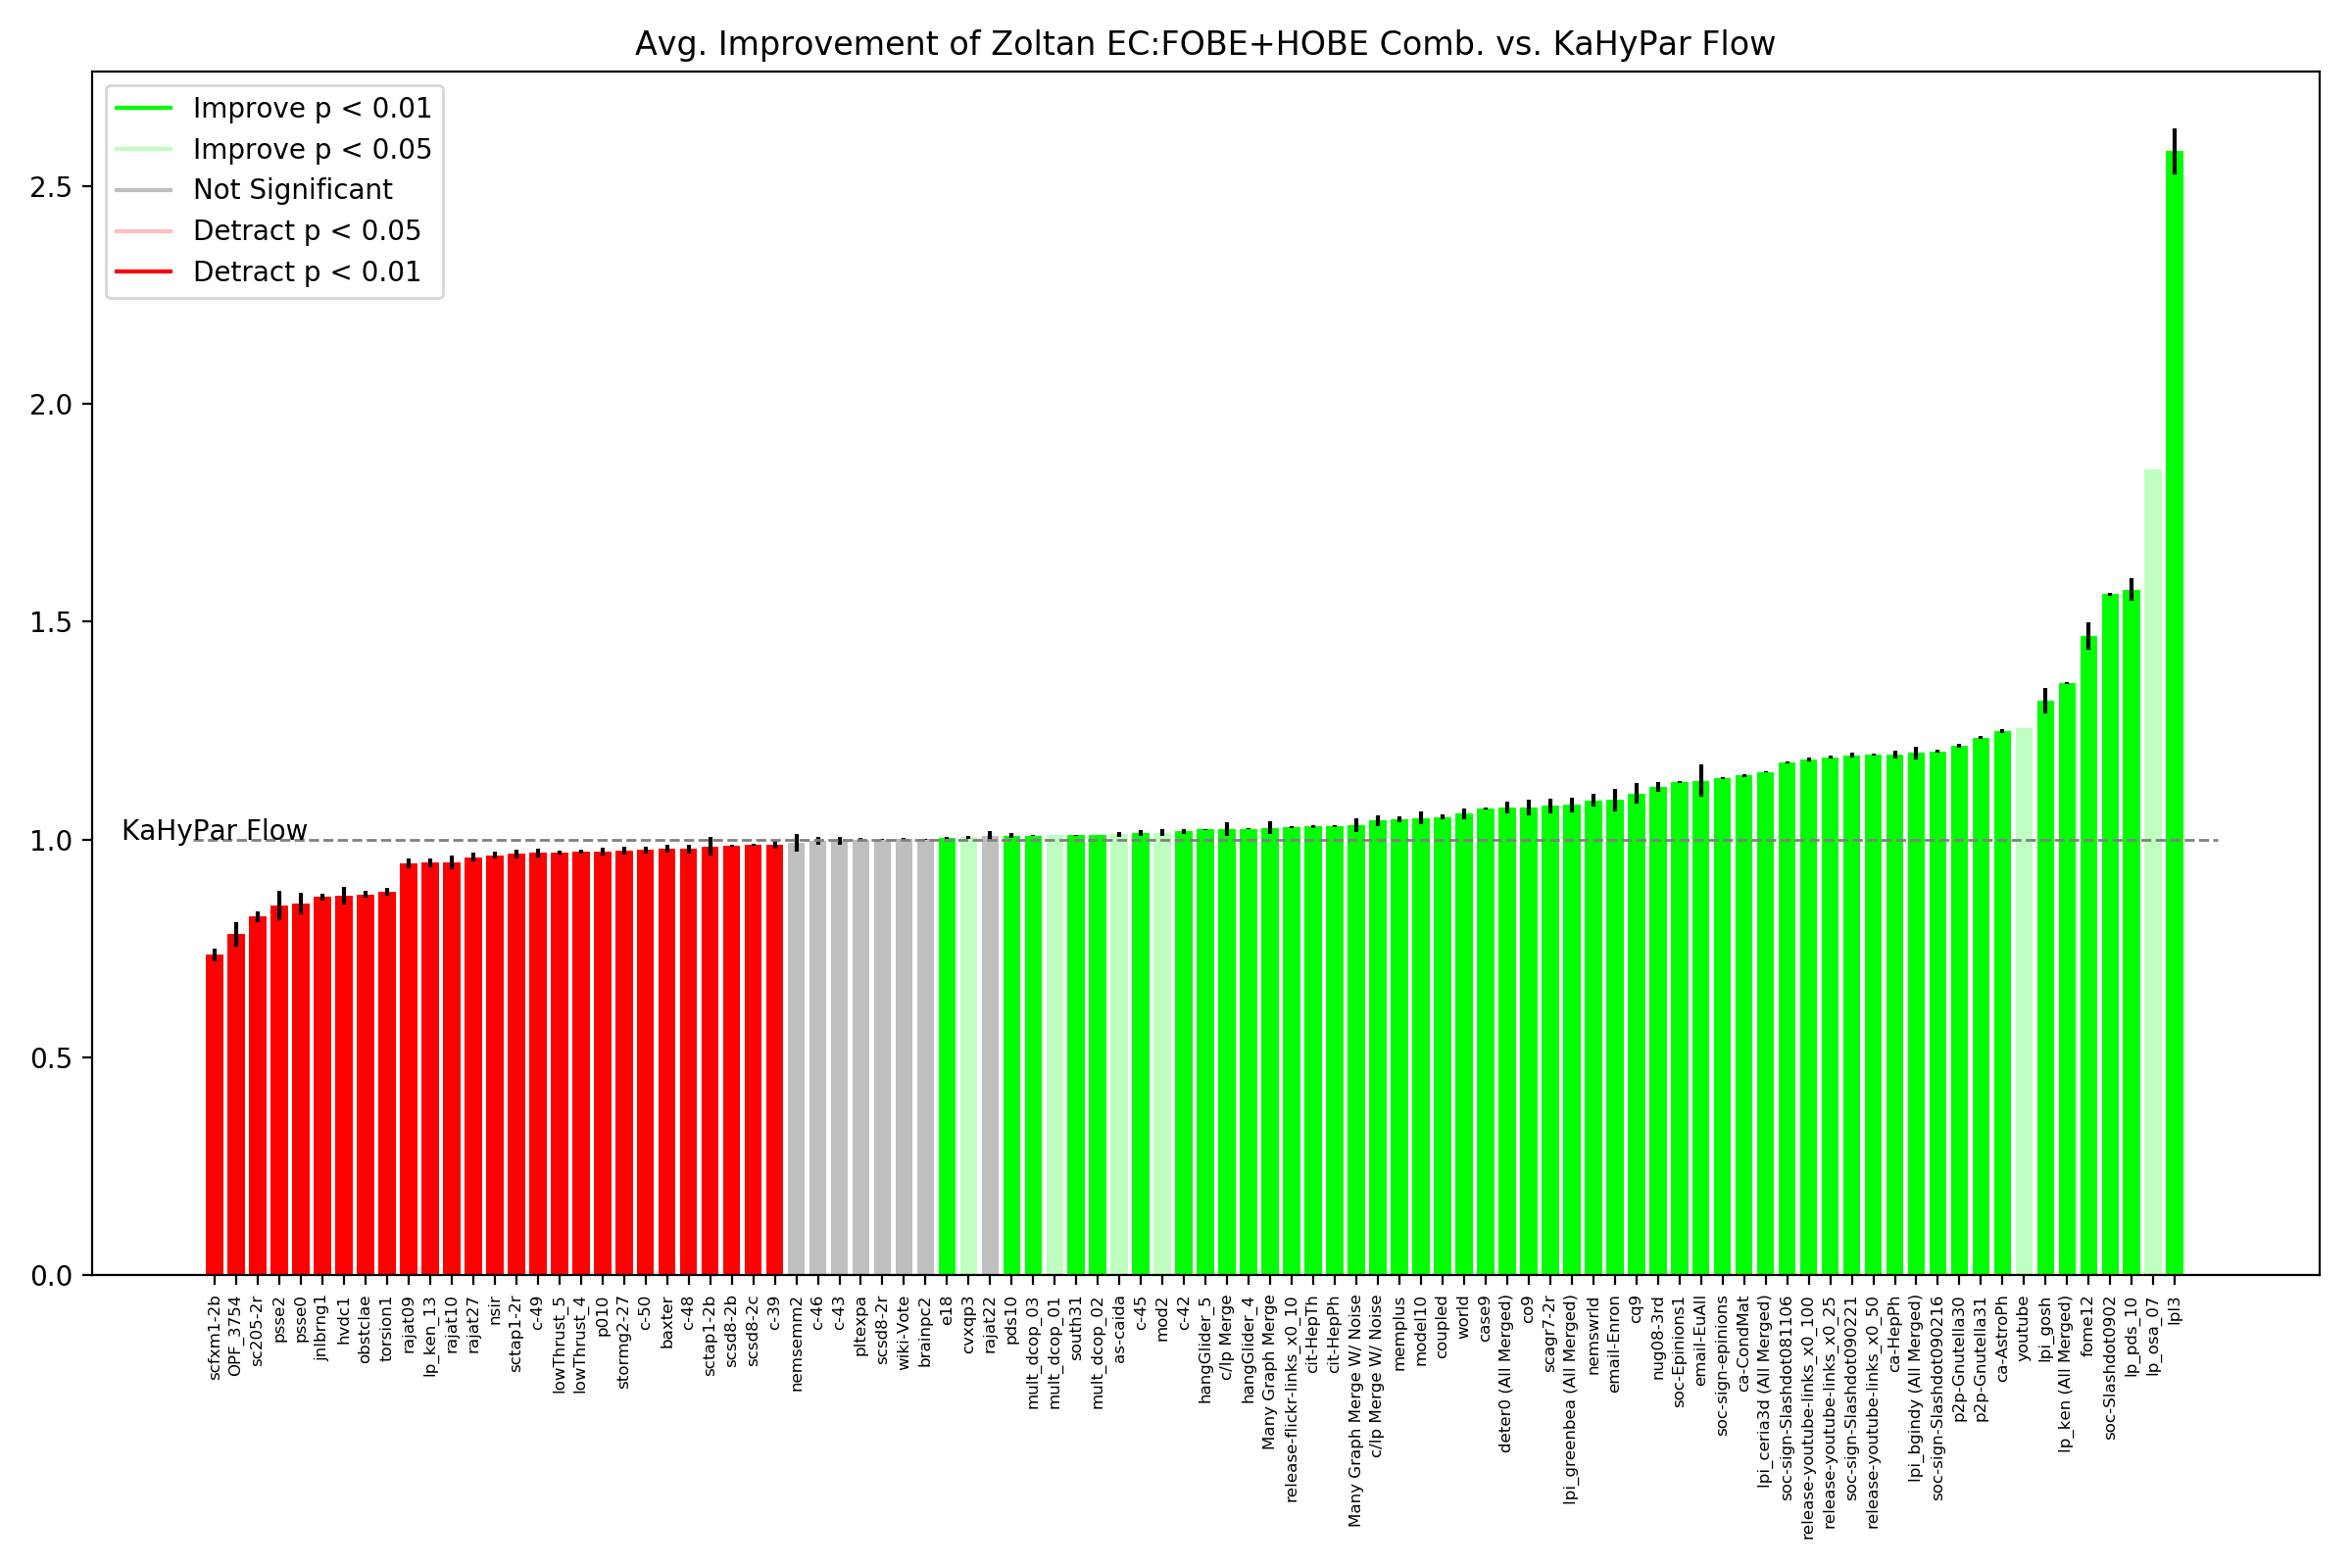 Avg. Improvement of Zoltan EC:FOBE+HOBE Comb. vs. KaHyPar Flow
Improve p < 0.01
Improve p < 0.05
Not Significant
Detract p < 0.05
Detract p < 0.01
2.5
2.0
1.5
1.0
0.5
0.0
KaHyPar Flow
scfxm1-2b
OPF_3754
sc205-2r
psse2
psse0
jnlbrng1
hvdc1
obstclae
torsion1
rajat09
lp_ken_13
rajat10
rajat27
nsir
sctap1-2r
c-49
lowThrust_5
lowThrust_4
p010
stormg2-27
c-50
baxter
c-48
sctap1-2b
scsd8-2b
scsd8-2c
c-39
nemsemm2
c-46
c-43
pltexpa
scsd8-2r
wiki-Vote
brainpc2
e18
cvxqp3
rajat22
pds10
mult_dcop_03
mult_dcop_01
south31
mult_dcop_02
as-caida
c-45
mod2
c-42
hangGlider_5
c/lp Merge
hangGlider_4
Many Graph Merge
release-flickr-links_x0_10
cit-HepTh
cit-HepPh
Many Graph Merge W/ Noise
c/lp Merge W/ Noise
memplus
model10
coupled
world
case9
deter0 (All Merged)
co9
scagr7-2r
lpi_greenbea (All Merged)
nemswrld
email-Enron
cq9
nug08-3rd
soc-Epinions1
email-EuAll
soc-sign-epinions
ca-CondMat
lpi_ceria3d (All Merged)
soc-sign-Slashdot081106
release-youtube-links_x0_100
release-youtube-links_x0_25
soc-sign-Slashdot090221
release-youtube-links_x0_50
ca-HepPh
lpi_bgindy (All Merged)
soc-sign-Slashdot090216
p2p-Gnutella30
p2p-Gnutella31
ca-AstroPh
youtube
lpi_gosh
lp_ken (All Merged)
fome12
soc-Slashdot0902
lp_pds_10
lp_osa_07
lpl3